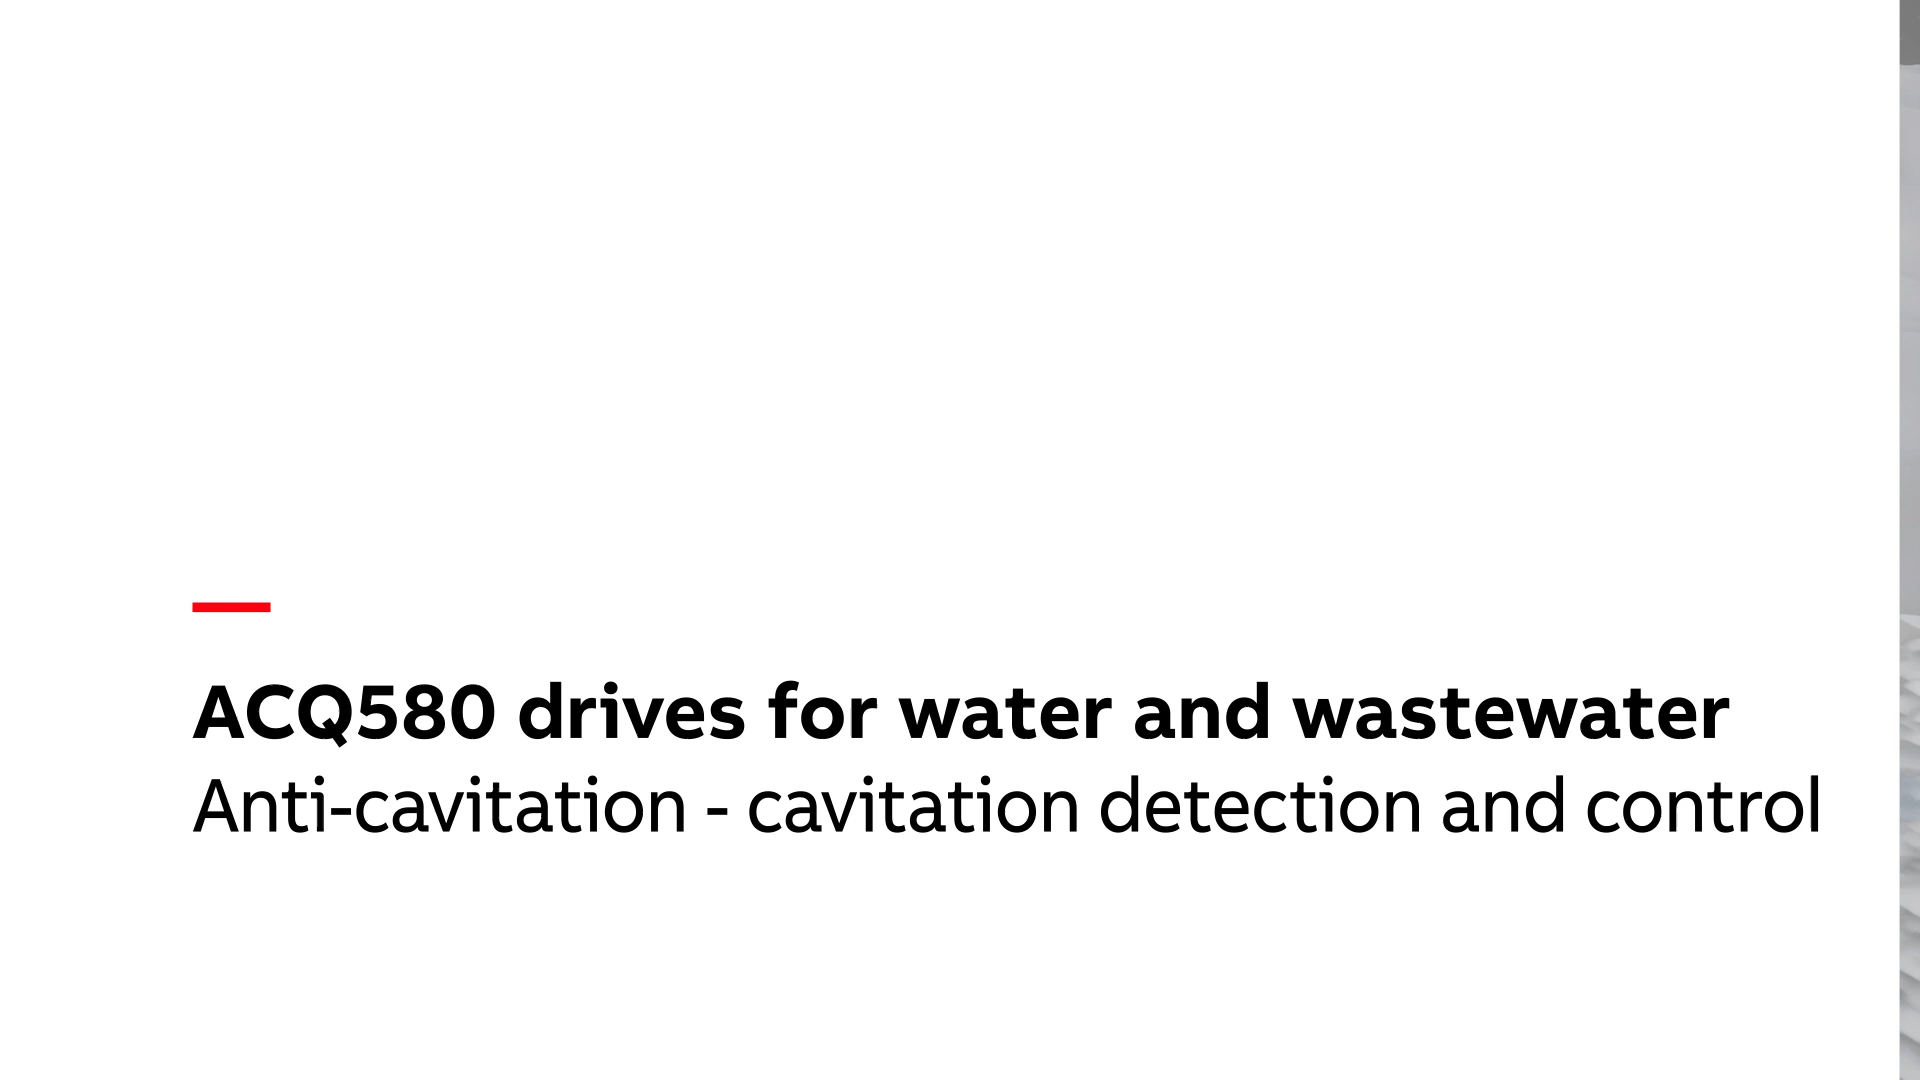 ACQ580 drives for water and wastewater
Anti-cavitation - cavitation detection and control